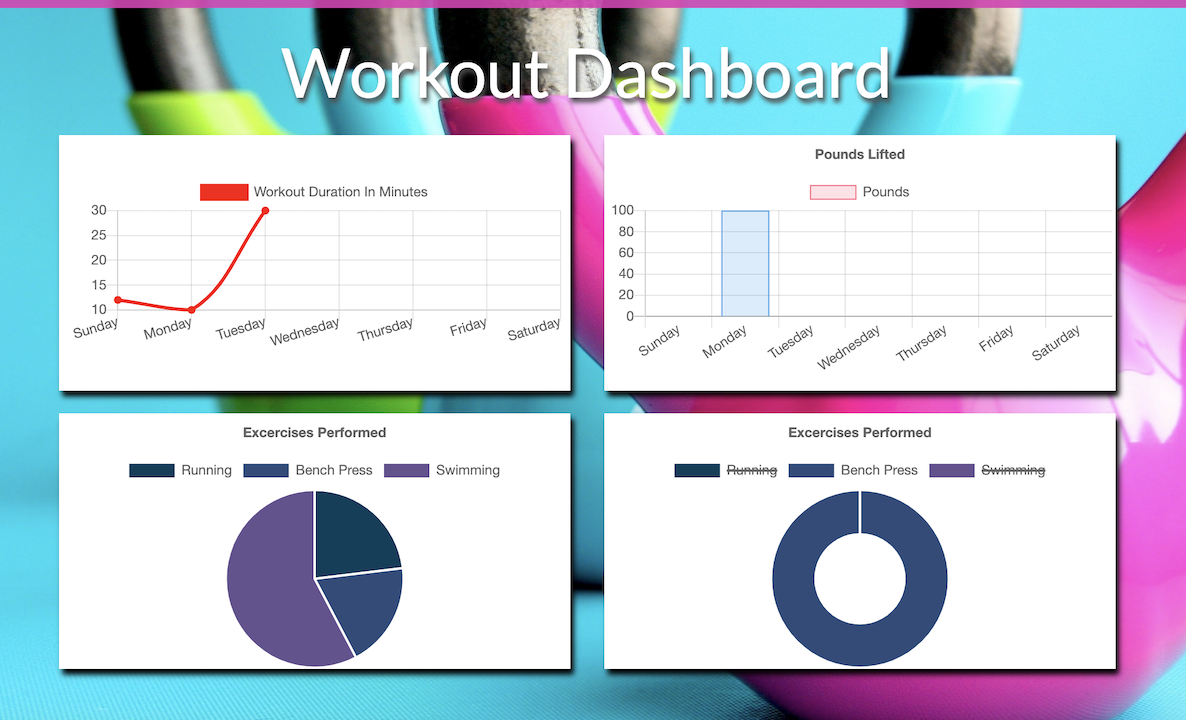 Workout Dashboard
Workout Duration In Minutes
30
25
20
15
10
Sunday Monday Tuesday Wednesday Thursday Friday Saturday
Pounds Lifted
Pounds
100
80
60
40
20
0
Sunday Monday Tuesday Wednesday Thursday Friday Saturday
Excercises Performed
Running Bench Press Swimming
Excercises Performed
Running Bench Press Swimming